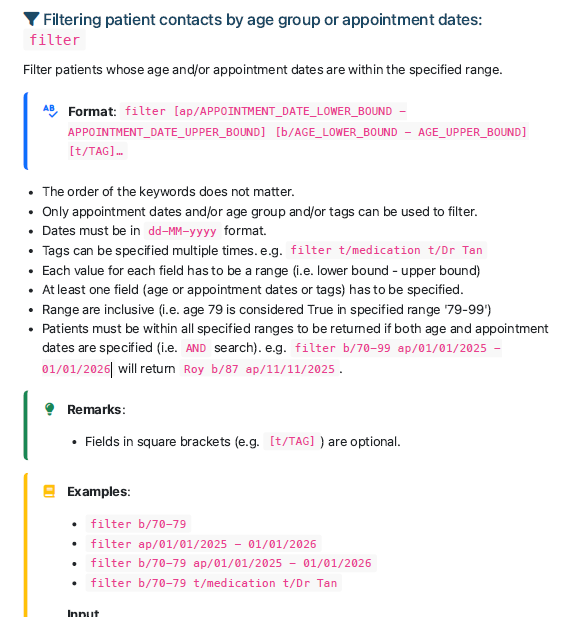 Filtering patient contacts by age group or appointment dates:
filter
Filter patients whose age and/or appointment dates are within the specified range.
Format: filter [ap/APPOINTMENT_DATE_LOWER_BOUND –
APPOINTMENT_DATE_UPPER_BOUND] [b/AGE_LOWER_BOUND – AGE_UPPER_BOUND]
[t/TAG]…
• The order of the keywords does not matter.
• Only appointment dates and/or age group and/or tags can be used to filter.
• Dates must be in dd–MM–yyyy format.
• Tags can be specified multiple times. e.g. filter t/medication t/Dr Tan
• Each value for each field has to be a range (i.e. lower bound - upper bound)
• At least one field (age or appointment dates or tags) has to be specified.
• Range are inclusive (i.e. age 79 is considered True in specified range '79-99')
• Patients must be within all specified ranges to be returned if both age and appointment
dates are specified (i.e. AND search). e.g. filter b/70–99 ap/01/01/2025 –
01/01/2026 will return Roy b/87 ap/11/11/2025 .
Remarks:
• Fields in square brackets (e.g. [t/TAG] ) are optional.
Examples:
• filter b/70–79
• filter ap/01/01/2025 – 01/01/2026
• filter b/70–79 ap/01/01/2025 – 01/01/2026
• filter b/70–79 t/medication t/Dr Tan
Input